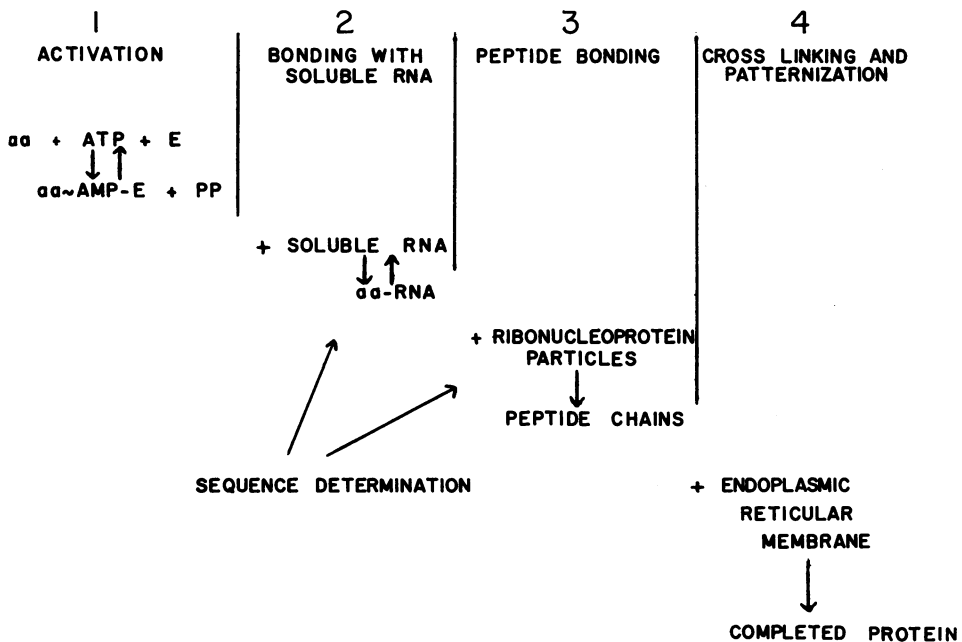 1
ACTIVATION
aa + ATP + E
aa~AMP-E + PP
2
BONDING WITH
SOLUBLE RNA
+ SOLUBLE RNA
aa-RNA
3
PEPTIDE BONDING
+ RIBONUCLEOPROTEIN
PARTICLES
PEPTIDE CHAINS
SEQUENCE DETERMINATION
4
CROSS LINKING AND
PATTERNIZATION
+ ENDOPLASMIC
RETICULAR
MEMBRANE
COMPLETED PROTEIN